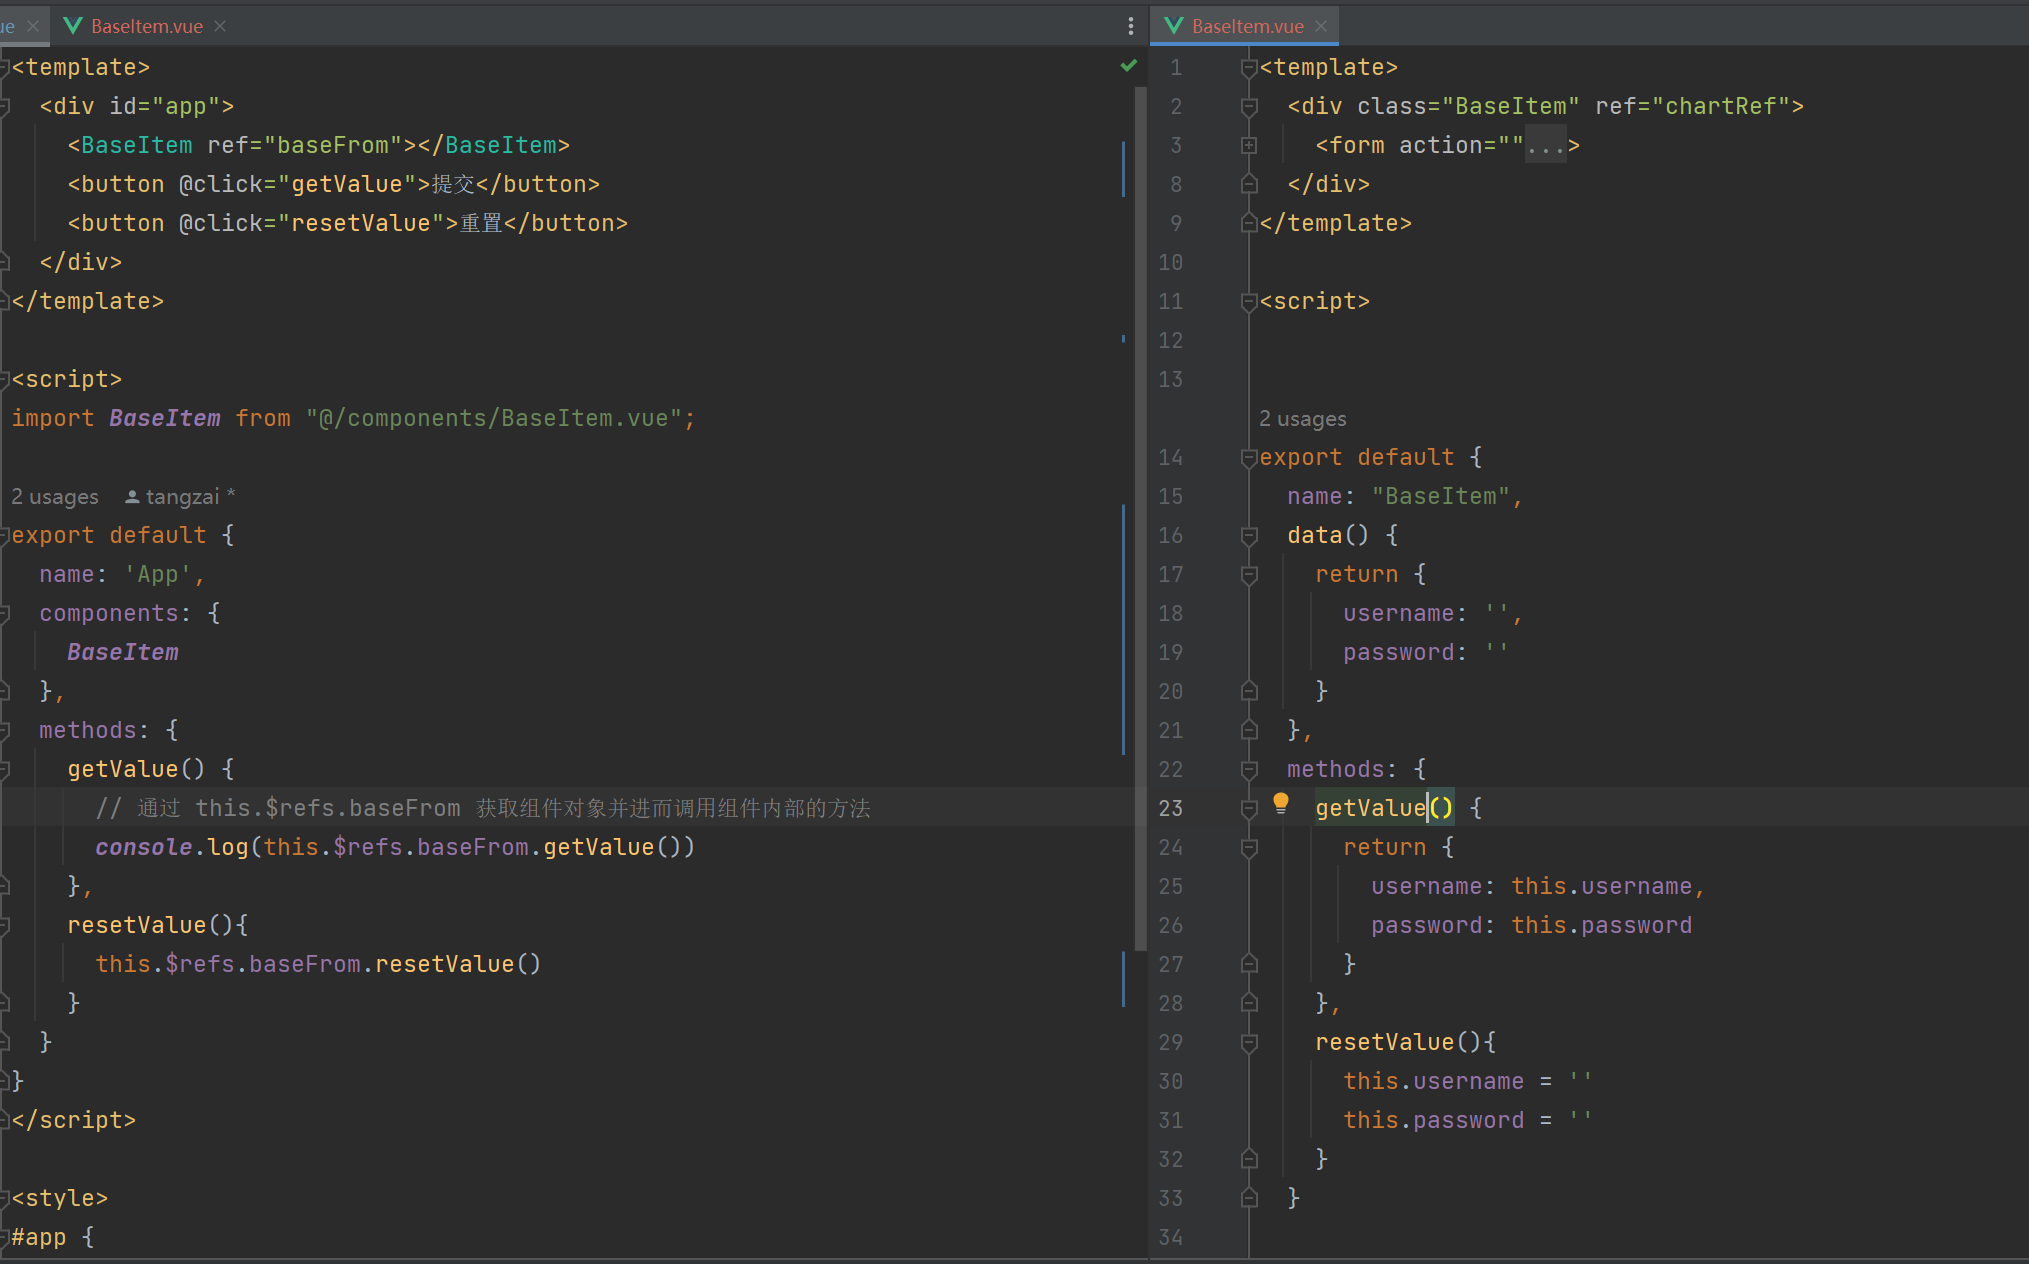 ue
BaseItem.vue
<template>
<div id="app">
<BaseItem ref="baseFrom"></BaseItem>
<button @click="getValue">提交</button>
<button @click="resetValue">重置</button>
</div>
</template>
<script>
import BaseItem from "@/components/BaseItem.vue";
2 usages tangzai *
export default {
name: 'App',
components: {
BaseItem
},
methods: {
getValue() {
// 通过 this.$refs.baseFrom 获取组件对象并进而调用组件内部的方法
console.log(this.$refs.baseFrom.getValue())
},
resetValue(){
this.$refs.baseFrom.resetValue()
}
}
}
</script>
<style>
#app {
BaseItem.vue
1 <template>
2 <div class="BaseItem" ref="chartRef">
3 <form action=""...>
8 </div>
9 </template>
10
11 <script>
12
13
2 usages
14 export default {
15 name: "BaseItem",
16 data() {
17 return {
18 username: '',
19 password: ''
20 }
21 },
22 methods: {
23 getValue() {
24 return {
25 username: this.username,
26 password: this.password
27 }
28 },
29 resetValue(){
30 this.username = ''
31 this.password = ''
32 }
33 }
34